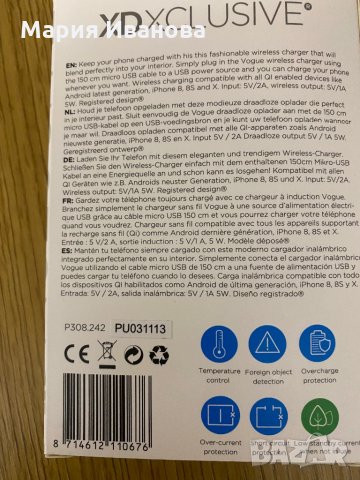 Мария Иванова
XDXCLUSIVE®
EN: Keep your phone charged with his this fashionable wireless charger that will
blend perfectly into your interior. Simply plug in the Vogue wireless charger using
the 150 cm micro USB cable to a USB power source and you can charge your phone
whenever you want. Wireless charging compatible with all QI enabled devices like
Android latest generation, iPhone 8, 8S and X. Input: 5V/2A, wireless output: 5V/1A
5W. Registered design®
NL: Houd je telefoon opgeladen met deze modieuze draadloze oplader die perfect
in je interieur past. Sluit eenvoudig de Vogue draadloze oplader aan met de 150 cm
micro USB-kabel op een USB-voedingsbron en je kunt uw telefoon opladen wanneer
je maar wil. Draadloos opladen compatibel met alle QI-apparaten zoals Android
nieuwste generatie, iPhone 8, 8S en X. Input: 5V / 2A Draadloze output 5V / 1A 5W.
Geregistreerd ontwerp®
DE: Laden Sie Ihr Telefon mit diesem eleganten und trendigem Wireless-Charger.
Schließen Sie den Wireless-Charger einfach mit dem enthaltenen 150cm Micro-USB
Kabel an eine Energiequelle an und schon kann es losgehen! Kompatibel mit allen
QI Geräten wie z.B. Androids neuster Generation, iPhone 8, 8S und X. Input: 5V/2A,
Wireless output: 5V/1A 5W. Registered design®
FR: Gardez votre téléphone toujours chargé avec ce chargeur à induction Vogue.
Branchez simplement le chargeur sans fil Vogue à une source d'alimentation électri-
que USB grâce au câble micro USB 150 cm et vous pourrez charger votre téléphone
quand vous voudrez. Chargeur sans fil compatible avec tous les appareils supportant
la recharge sans fil (Qi) comme Android derniere génération, iPhone 8, 8S et X.
Entrée : 5 V/2 A, sortie induction : 5 V/1 A, 5 W. Modèle déposé®
ES: Mantén tu teléfono siempre cargado con este moderno cargador inalámbrico
integrado perfectamente en su interior. Simplemente conecta el cargador inalámbrico
Vogue utilizando el cable micro USB de 150 cm a una fuente de alimentación USB y
puedes cargar tu teléfono cuando lo desees. Cargador inalámbrico compatible con todos
los dispositivos QI habilitados como Android de última generación, iPhone 8, 8S y X.
Entrada: 5V / 2A, salida inalámbrica: 5V / 1A 5W. Diseño registrado®
P308.242 PU031113
CE
Temperature
control
Foreign object
detection
Overcharge
protection
Over-current
protection
Short circuit
protection
Low standby current
when not in use
8 714612 110676
BAZAR